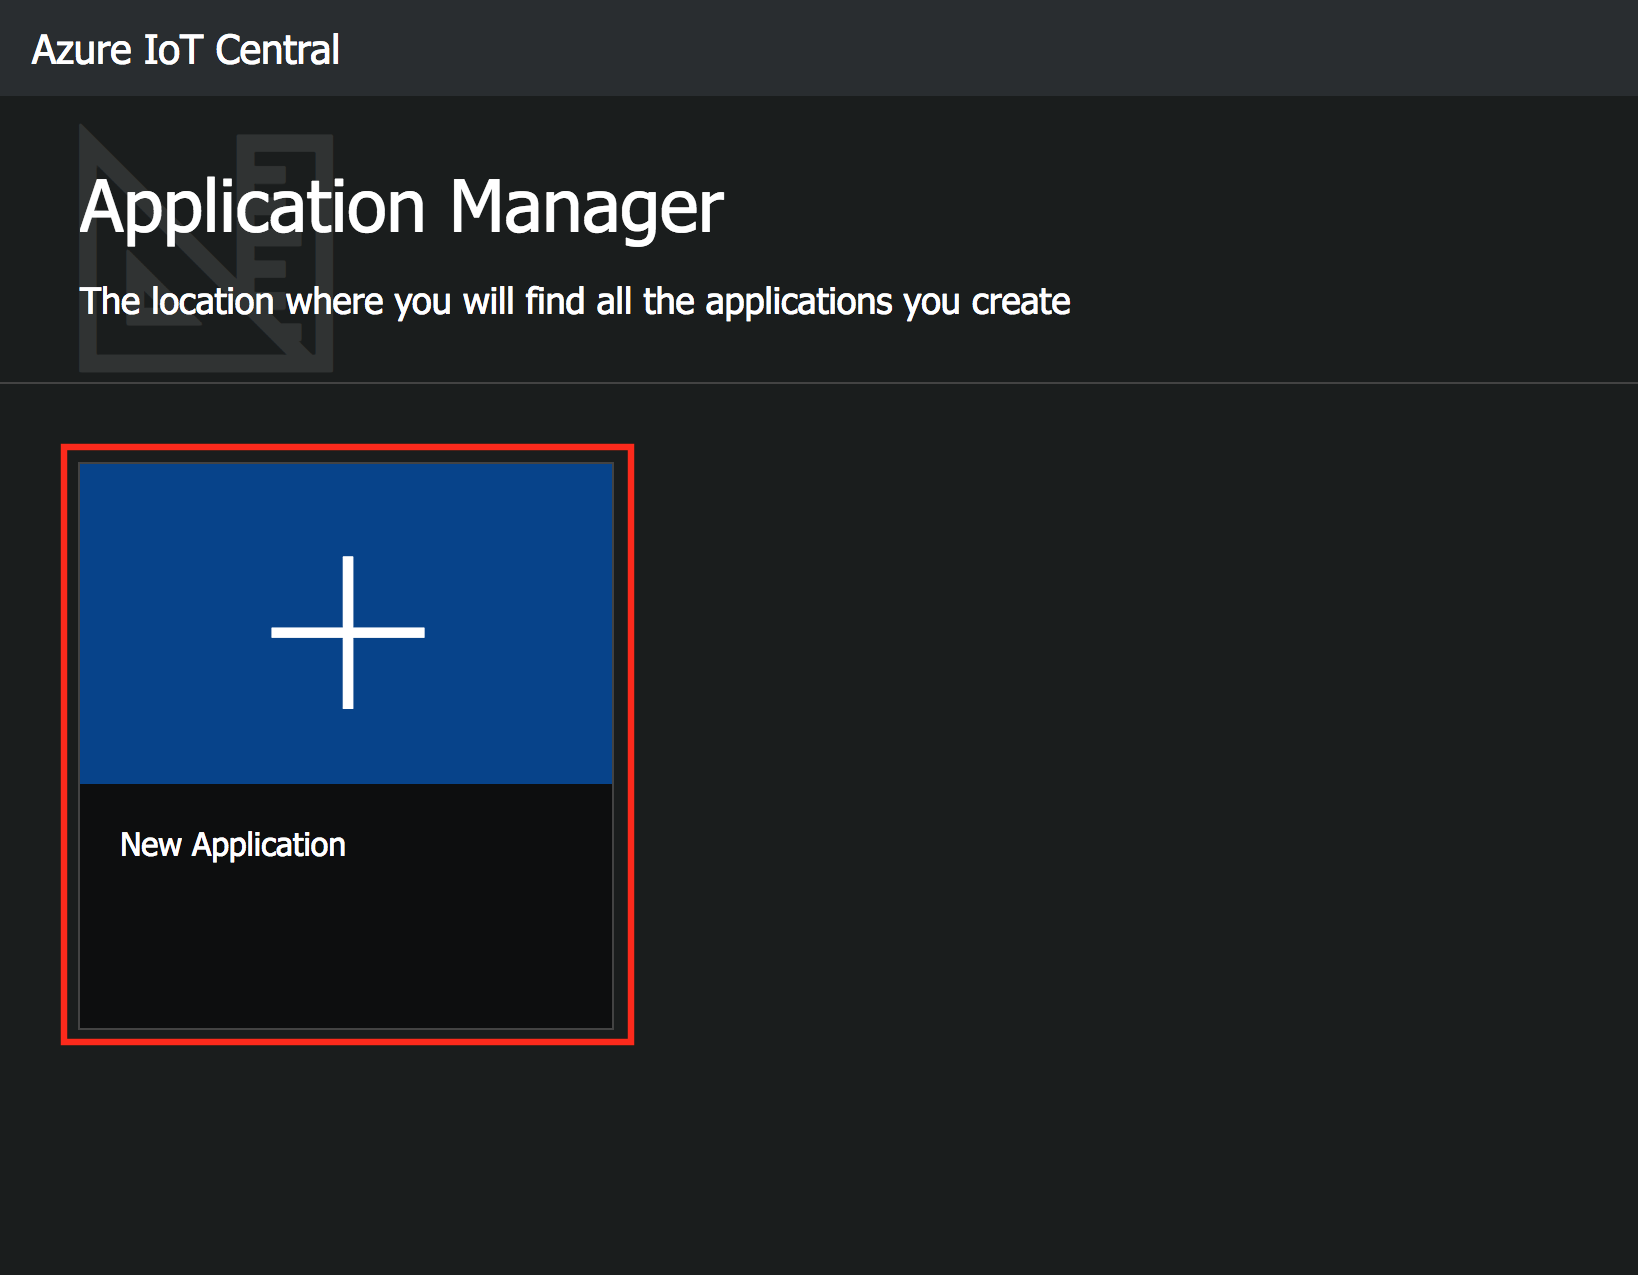 Azure IoT Central
Application Manager
The location where you will find all the applications you create
New Application